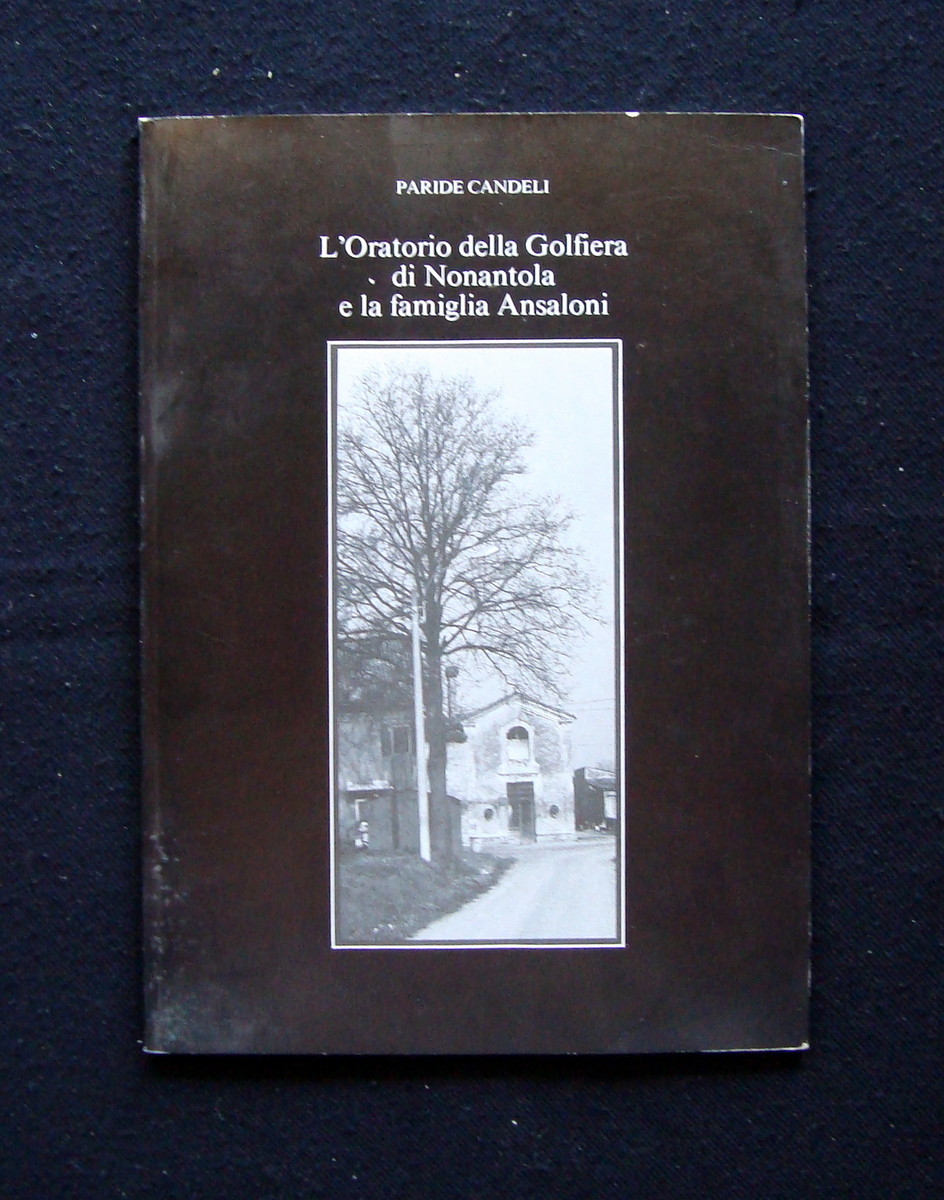 PARIDE CANDELI
L'Oratorio della Golfiera
di Nonantola
e la famiglia Ansaloni